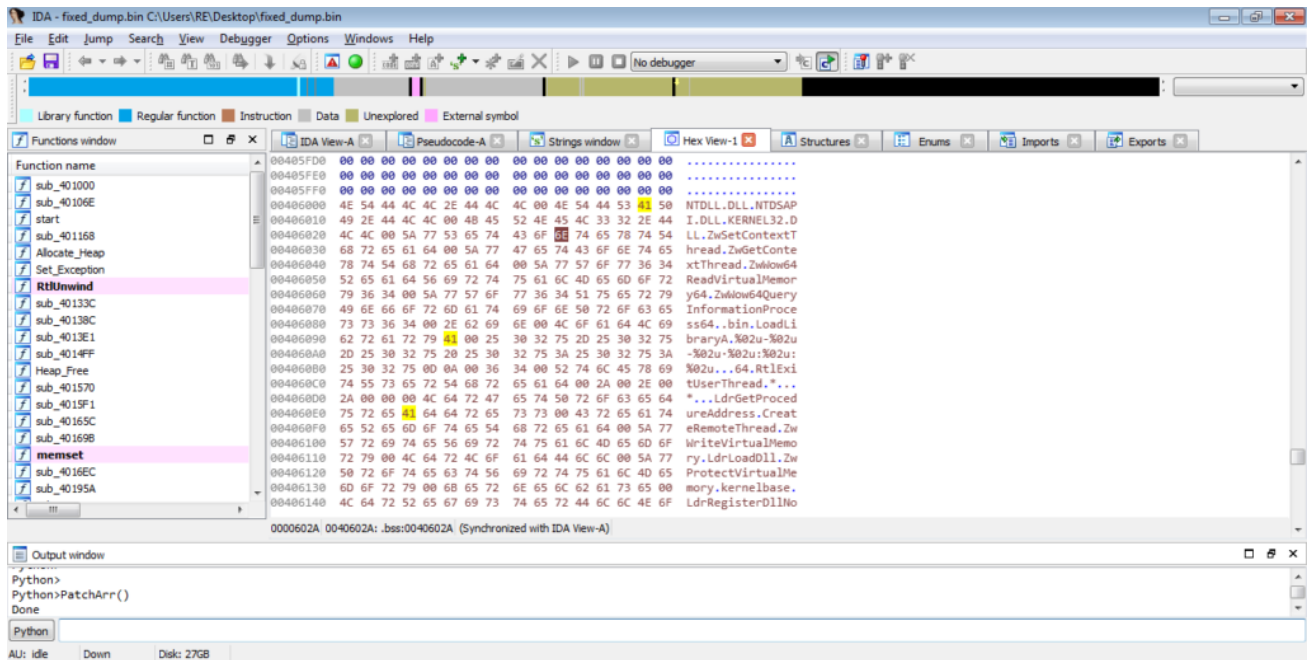 IDA - fixed_dump.bin C:\Users\RE\Desktop\fixed_dump.bin
File Edit Jump Search View Debugger Options Windows Help
No debugger
Library function Regular function Instruction Data Unexplored External symbol
Functions window IDA View-A Pseudocode-A Strings window Hex View-1 Structures Enums Imports Exports
Function name
sub_401000
sub_40106E
start
sub_401168
Allocate_Heap
Set_Exception
RtlUnwind
sub_40133C
sub_40138C
sub_4013E1
sub_4014FF
Heap_Free
sub_401570
sub_4015F1
sub_40165C
sub_40169B
memset
sub_4016EC
sub_40195A
00405FD0 00 00 00 00 00 00 00 00 00 00 00 00 00 00 00 00 ................
00405FE0 00 00 00 00 00 00 00 00 00 00 00 00 00 00 00 00 ................
00405FF0 00 00 00 00 00 00 00 00 00 00 00 00 00 00 00 00 ................
00406000 4E 54 44 4C 4C 2E 44 4C 4C 00 4E 54 44 53 41 50 NTDLL.DLL.NTDSAP
00406010 49 2E 44 4C 4C 00 4B 45 52 4E 45 4C 33 32 2E 44 I.DLL.KERNEL32.D
00406020 4C 4C 00 5A 77 53 65 74 43 6F 6E 74 65 78 74 54 LL.ZwSetContextT
00406030 68 72 65 61 64 00 5A 77 47 65 74 43 6F 6E 74 65 hread.ZwGetConte
00406040 78 74 54 68 72 65 61 64 00 5A 77 57 6F 77 36 34 xtThread.ZwWow64
00406050 52 65 61 64 56 69 72 74 75 61 6C 4D 65 6D 6F 72 ReadVirtualMemor
00406060 79 36 34 00 5A 77 57 6F 77 36 34 51 75 65 72 79 y64.ZwWow64Query
00406070 49 6E 66 6F 72 6D 61 74 69 6F 6E 50 72 6F 63 65 InformationProce
00406080 73 73 36 34 00 2E 62 69 6E 00 4C 6F 61 64 4C 69 ss64..bin.LoadLi
00406090 62 72 61 72 79 41 00 25 30 32 75 2D 25 30 32 75 braryA.%02u-%02u
004060A0 2D 25 30 32 75 20 25 30 32 75 3A 25 30 32 75 3A -%02u·%02u:%02u:
004060B0 25 30 32 75 0D 0A 00 36 34 00 52 74 6C 45 78 69 %02u...64.RtlExi
004060C0 74 55 73 65 72 54 68 72 65 61 64 00 2A 00 2E 00 tUserThread.*...
004060D0 2A 00 00 00 4C 64 72 47 65 74 50 72 6F 63 65 64 *...LdrGetProced
004060E0 75 72 65 41 64 64 72 65 73 73 00 43 72 65 61 74 ureAddress.Creat
004060F0 65 52 65 6D 6F 74 65 54 68 72 65 61 64 00 5A 77 eRemoteThread.Zw
00406100 57 72 69 74 65 56 69 72 74 75 61 6C 4D 65 6D 6F WriteVirtualMemo
00406110 72 79 00 4C 64 72 4C 6F 61 64 44 6C 6C 00 5A 77 ry.LdrLoadDll.Zw
00406120 50 72 6F 74 65 63 74 56 69 72 74 75 61 6C 4D 65 ProtectVirtualMe
00406130 6D 6F 72 79 00 6B 65 72 6E 65 6C 62 61 73 65 00 mory.kernelbase.
00406140 4C 64 72 52 65 67 69 73 74 65 72 44 6C 6C 4E 6F LdrRegisterDllNo
0000602A 0040602A: .bss:0040602A (Synchronized with IDA View-A)
Output window
Python>
Python>PatchArr()
Done
Python
AU: idle Down Disk: 27GB